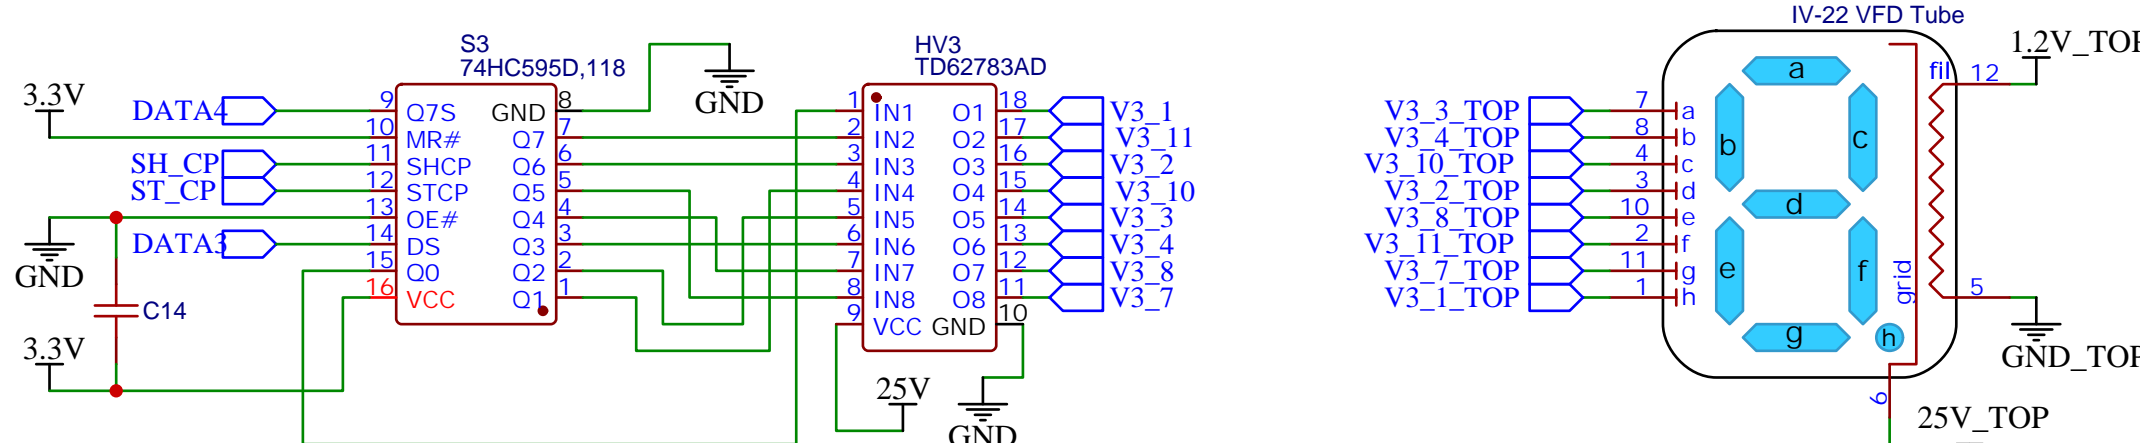 IV-22 VFD Tube
S3
74HC595D,118
HV3
TD62783AD
3.3V
GND
1.2V_TOP
DATA4
9
Q7S
GND
8
1
IN1
O1
18
V3_1
V3_3_TOP
7
a
10
MR#
Q7
7
2
IN2
O2
17
V3_11
V3_4_TOP
8
b
SH_CP
11
SHCP
Q6
6
3
IN3
O3
16
V3_2
V3_10_TOP
4
c
ST_CP
12
STCP
Q5
5
4
IN4
O4
15
V3_10
V3_2_TOP
3
d
13
OE#
Q4
4
5
IN5
O5
14
V3_3
V3_8_TOP
10
e
DATA3
14
DS
Q3
3
6
IN6
O6
13
V3_4
V3_11_TOP
2
f
15
Q0
Q2
2
7
IN7
O7
12
V3_8
V3_7_TOP
11
g
16
VCC
Q1
1
8
IN8
O8
11
V3_7
V3_1_TOP
1
h
9
VCC
GND
10
GND
C14
3.3V
25V
GND
a
b
c
d
e
f
g
h
fil
12
grid
5
GND_TOP
6
25V_TOP